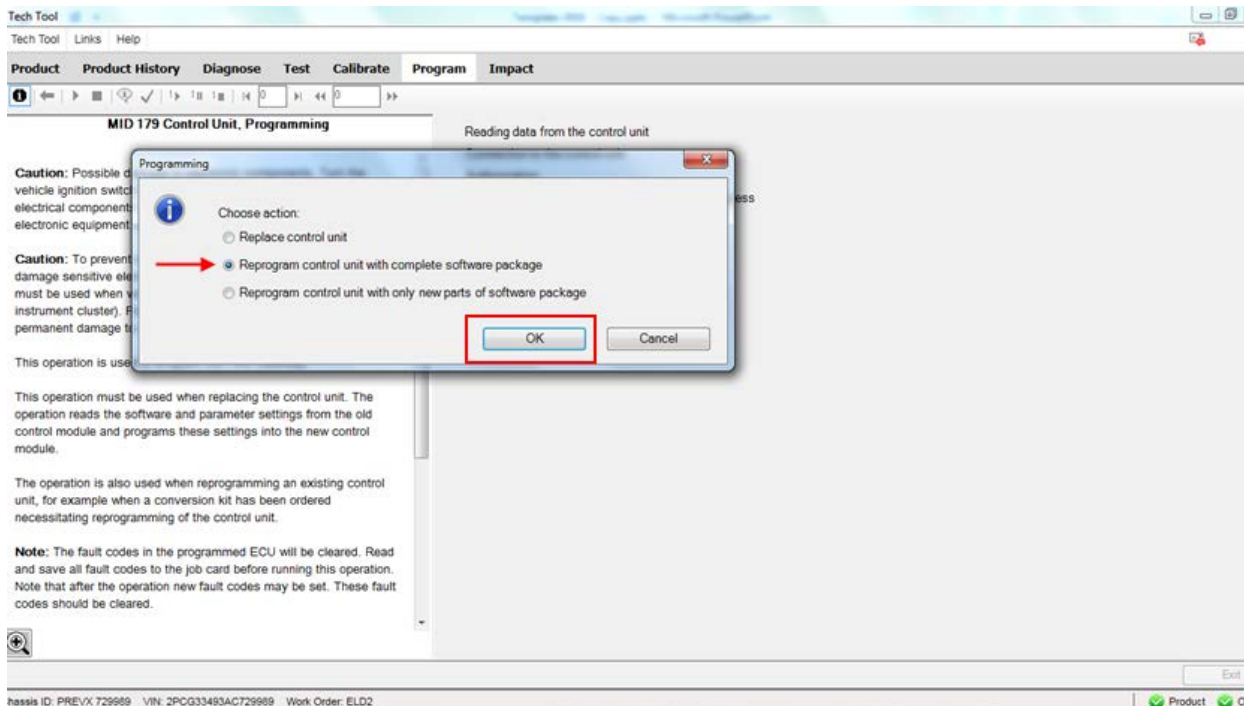 Tech Tool
Tech Tool Links Help
Product Product History Diagnose Test Calibrate Program Impact
0 0
MID 179 Control Unit, Programming
Reading data from the control unit
Programming
Caution: Possible
vehicle ignition
electrical
electronic equipment
ess
Choose action:
Replace control unit
Reprogram control unit with complete software package
Reprogram control unit with only new parts of software package
OK Cancel
Caution: To prevent
damage sensitive
must be used when
instrument cluster).
permanent damage
This operation is
This operation must be used when replacing the control unit. The
operation reads the software and parameter settings from the old
control module and programs these settings into the new control
module.
The operation is also used when reprogramming an existing control
unit, for example when a conversion kit has been ordered
necessitating reprogramming of the control unit.
Note: The fault codes in the programmed ECU will be cleared. Read
and save all fault codes to the job card before running this operation.
Note that after the operation new fault codes may be set. These fault
codes should be cleared.
Exit
hassis ID: PREVX 729989 VIN: 2PCG33493AC729989 Work Order: ELD2
Product